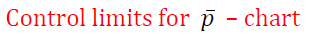 Control limits for p̄ – chart